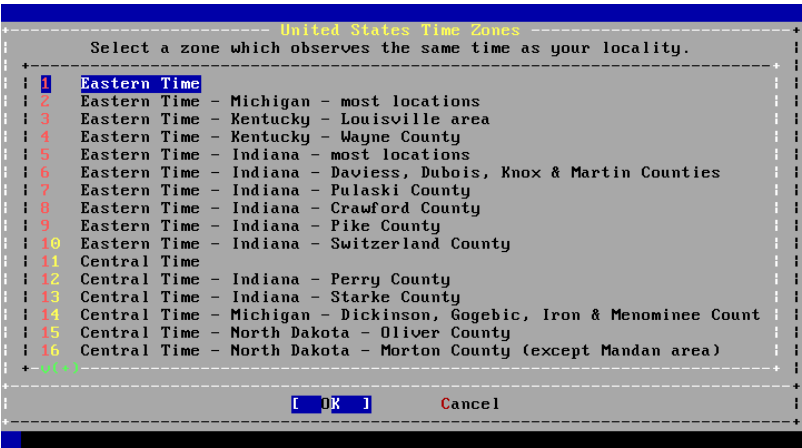 United States Time Zones
Select a zone which observes the same time as your locality.
1 Eastern Time
2 Eastern Time - Michigan - most locations
3 Eastern Time - Kentucky - Louisville area
4 Eastern Time - Kentucky - Wayne County
5 Eastern Time - Indiana - most locations
6 Eastern Time - Indiana - Daviess, Dubois, Knox & Martin Counties
7 Eastern Time - Indiana - Pulaski County
8 Eastern Time - Indiana - Crawford County
9 Eastern Time - Indiana - Pike County
10 Eastern Time - Indiana - Switzerland County
11 Central Time
12 Central Time - Indiana - Perry County
13 Central Time - Indiana - Starke County
14 Central Time - Michigan - Dickinson, Gogebic, Iron & Menominee Count
15 Central Time - North Dakota - Oliver County
16 Central Time - North Dakota - Morton County (except Mandan area)
v(+)
[ OK ] Cancel